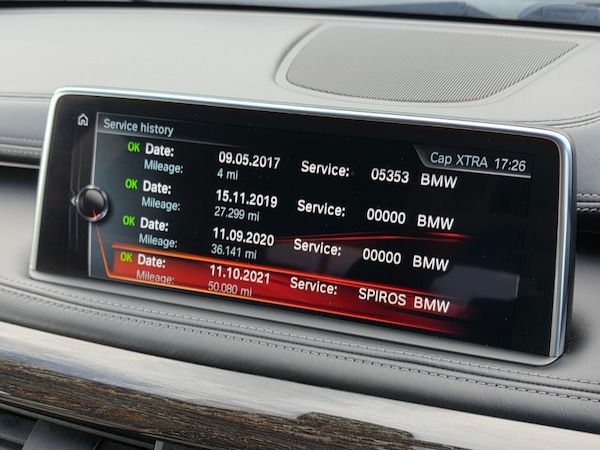 Service history
Cap XTRA 17:26
OK Date: 09.05.2017 Service: 05353 BMW
Mileage: 4 mi
OK Date: 15.11.2019 Service: 00000 BMW
Mileage: 27.299 mi
OK Date: 11.09.2020 Service: 00000 BMW
Mileage: 36.141 mi
OK Date: 11.10.2021 Service: SPIROS BMW
Mileage: 50.080 mi